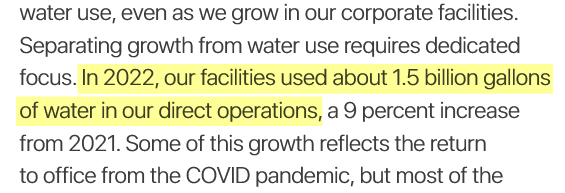 water use, even as we grow in our corporate facilities.
Separating growth from water use requires dedicated
focus. In 2022, our facilities used about 1.5 billion gallons
of water in our direct operations, a 9 percent increase
from 2021. Some of this growth reflects the return
to office from the COVID pandemic, but most of the